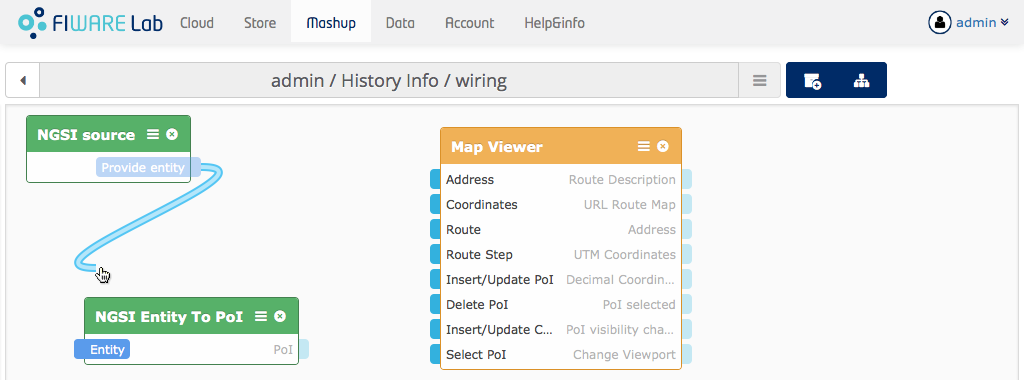 FIWARE Lab Cloud Store Mashup Data Account Help&info admin
admin / History Info / wiring
NGSI source
Provide entity
Map Viewer
Address Route Description
Coordinates URL Route Map
Route Address
Route Step UTM Coordinates
Insert/Update PoI Decimal Coordin...
Delete PoI PoI selected
Insert/Update C... PoI visibility cha...
Select PoI Change Viewport
NGSI Entity To PoI
Entity PoI